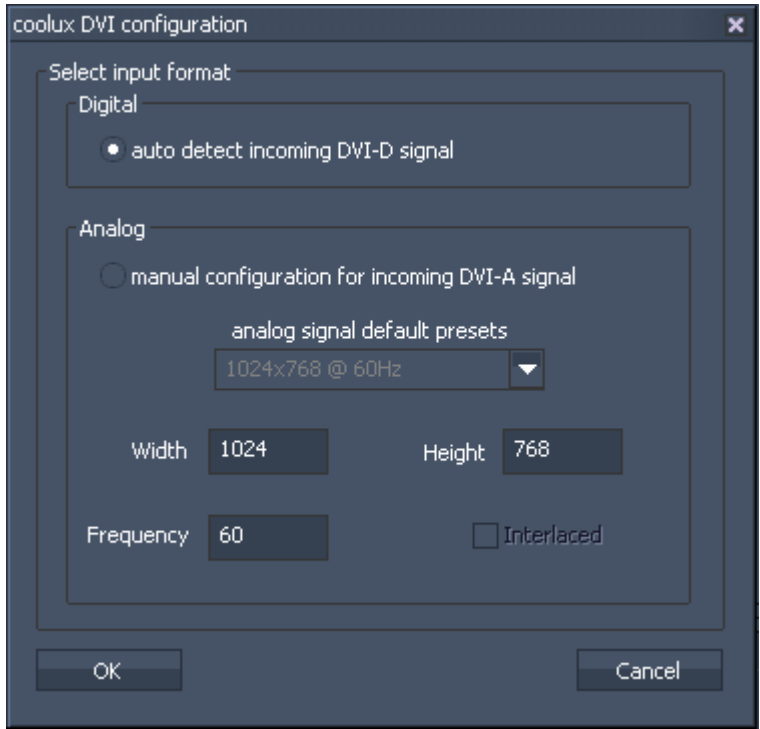 coolux DVI configuration
Select input format
Digital
auto detect incoming DVI-D signal
Analog
manual configuration for incoming DVI-A signal
analog signal default presets
1024x768 @ 60Hz
Width 1024 Height 768
Frequency 60 Interlaced
OK Cancel